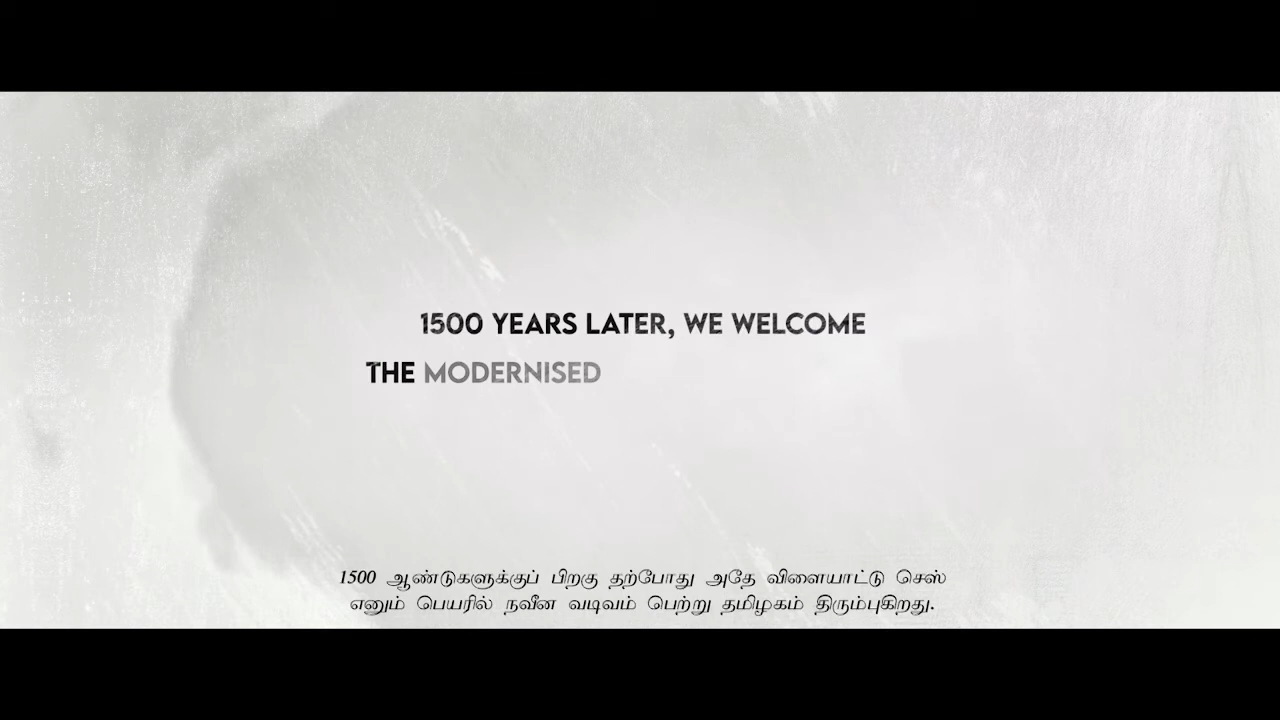 1500 YEARS LATER, WE WELCOME
THE MODERNISED
1500 ஆண்டுகளுக்குப் பிறகு தற்போது அதே விளையாட்டு செஸ்
எனும் பெயரில் நவீன வடிவம் பெற்று தமிழகம் திரும்புகிறது.